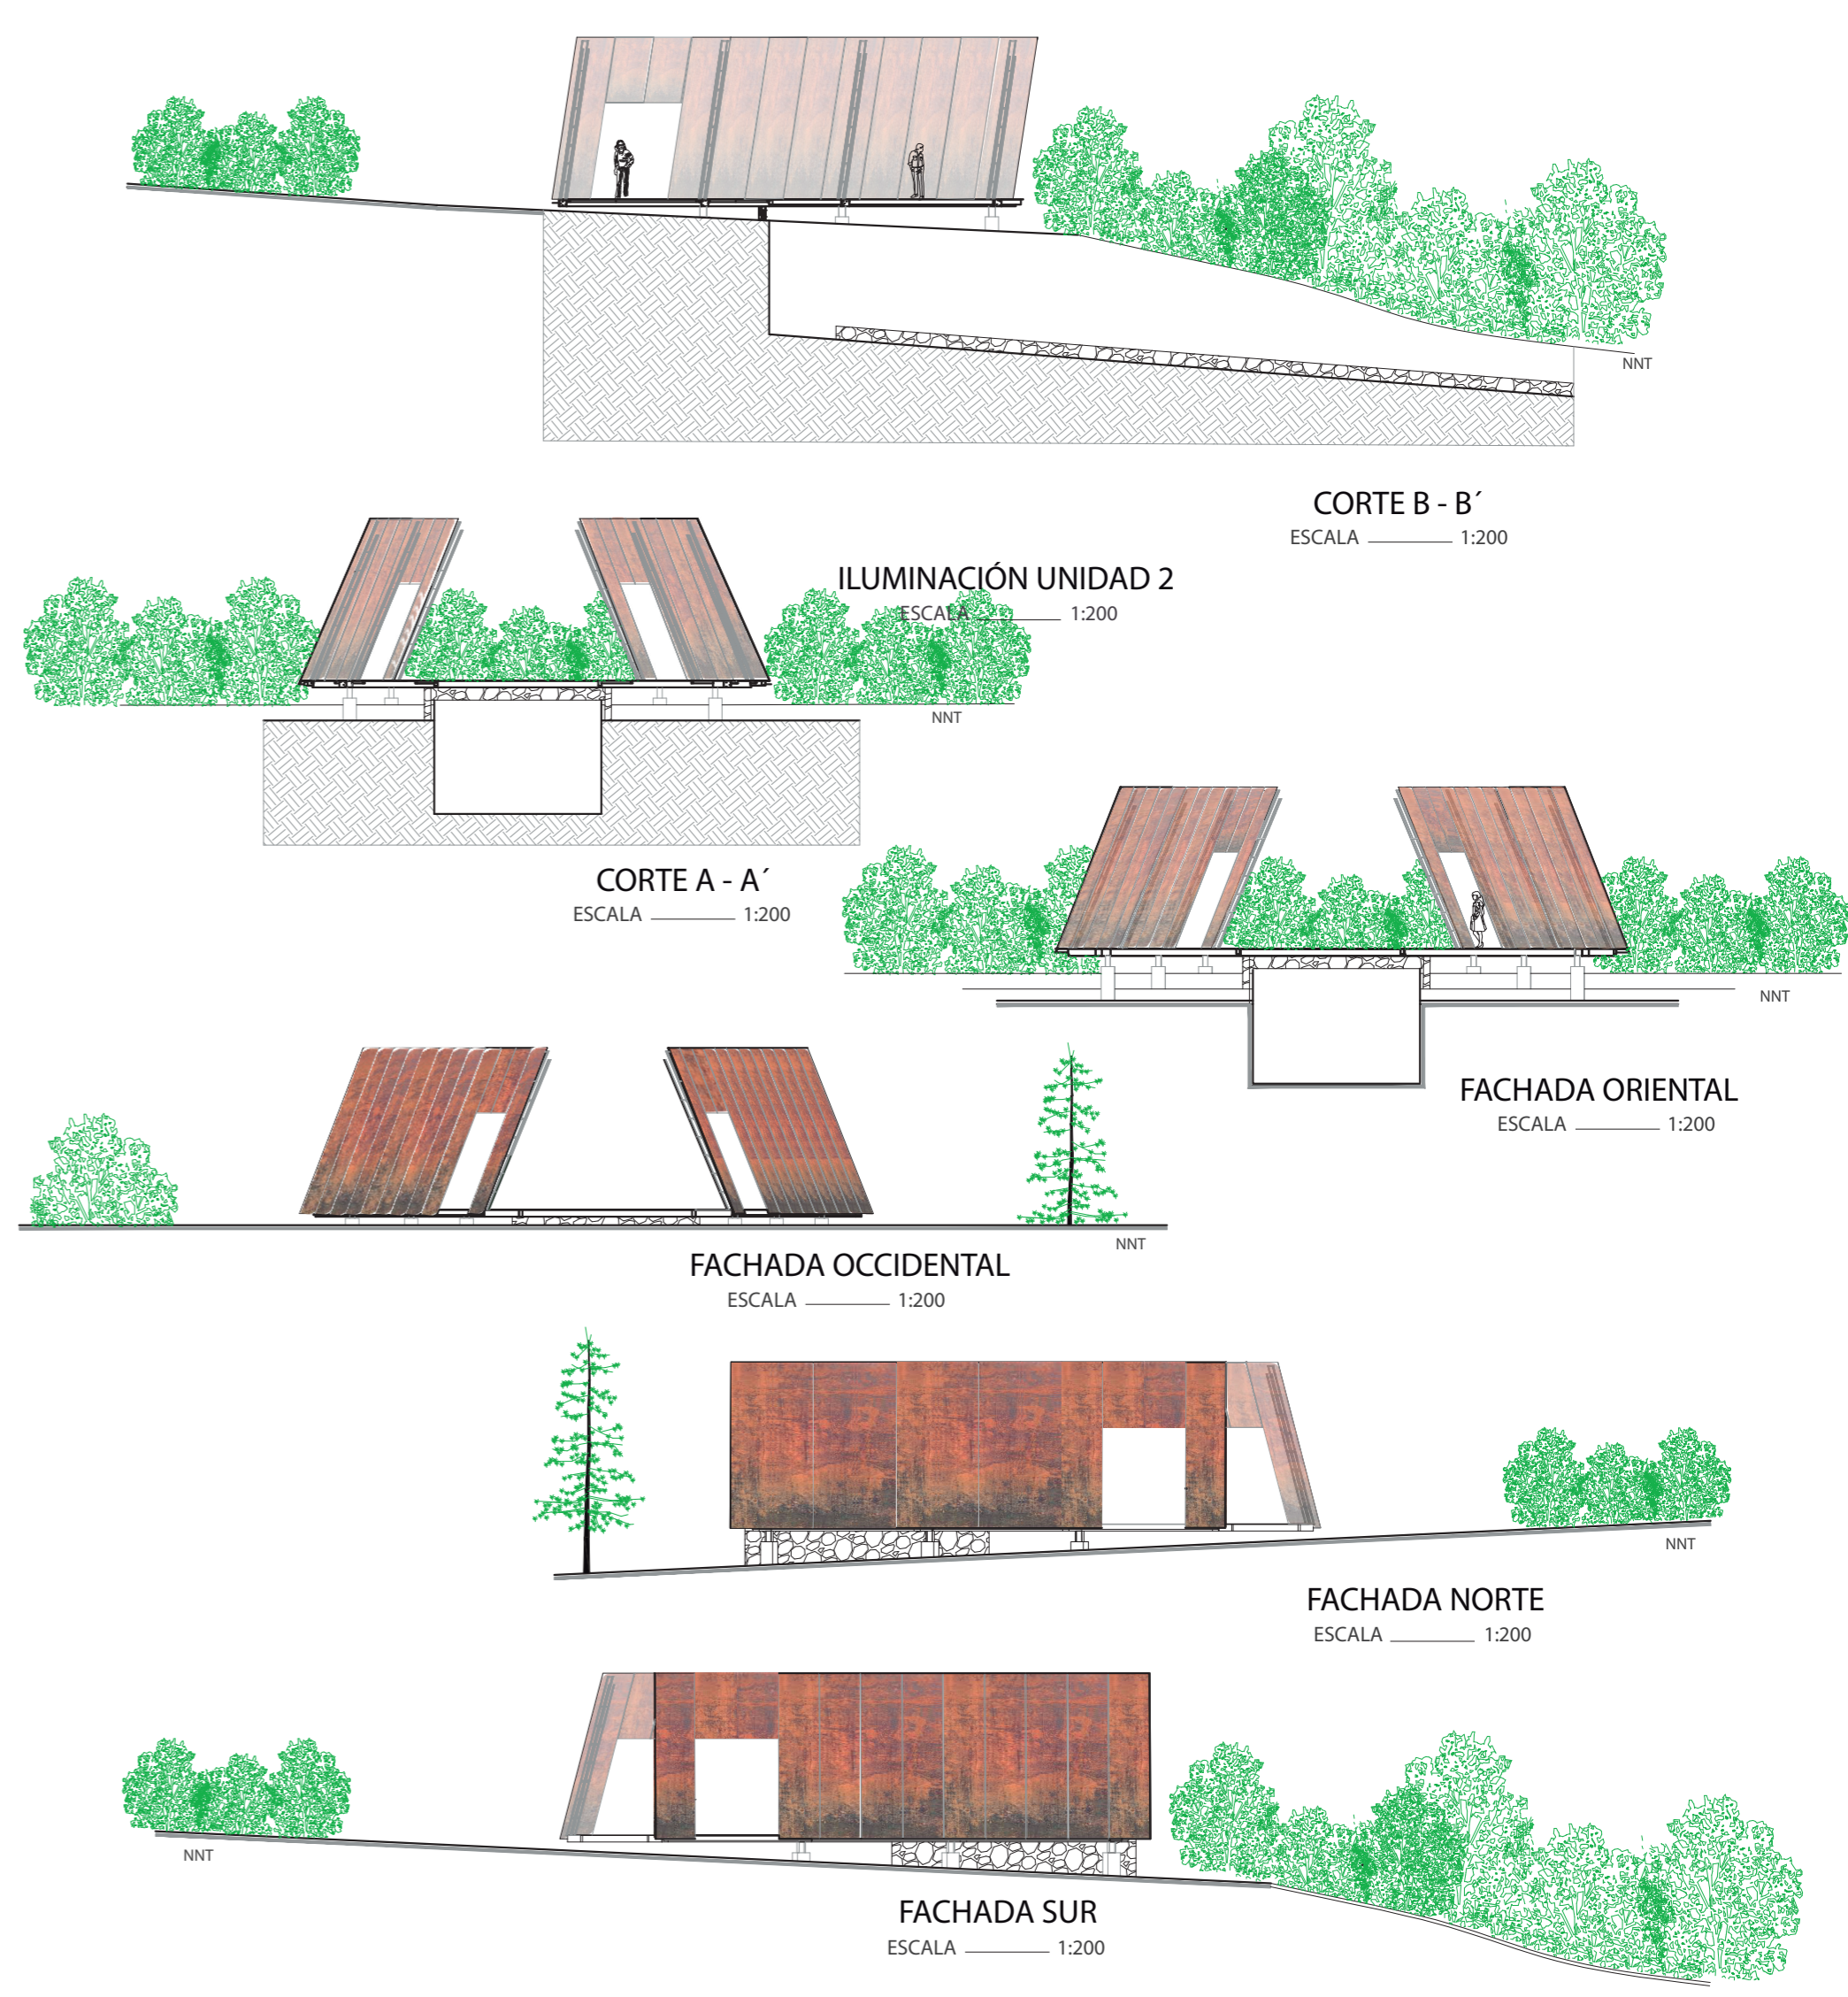 NNT
CORTE B - B´
ESCALA 1:200
ILUMINACIÓN UNIDAD 2
ESCALA 1:200
NNT
CORTE A - A´
ESCALA 1:200
NNT
FACHADA ORIENTAL
ESCALA 1:200
NNT
FACHADA OCCIDENTAL
ESCALA 1:200
NNT
FACHADA NORTE
ESCALA 1:200
NNT
FACHADA SUR
ESCALA 1:200